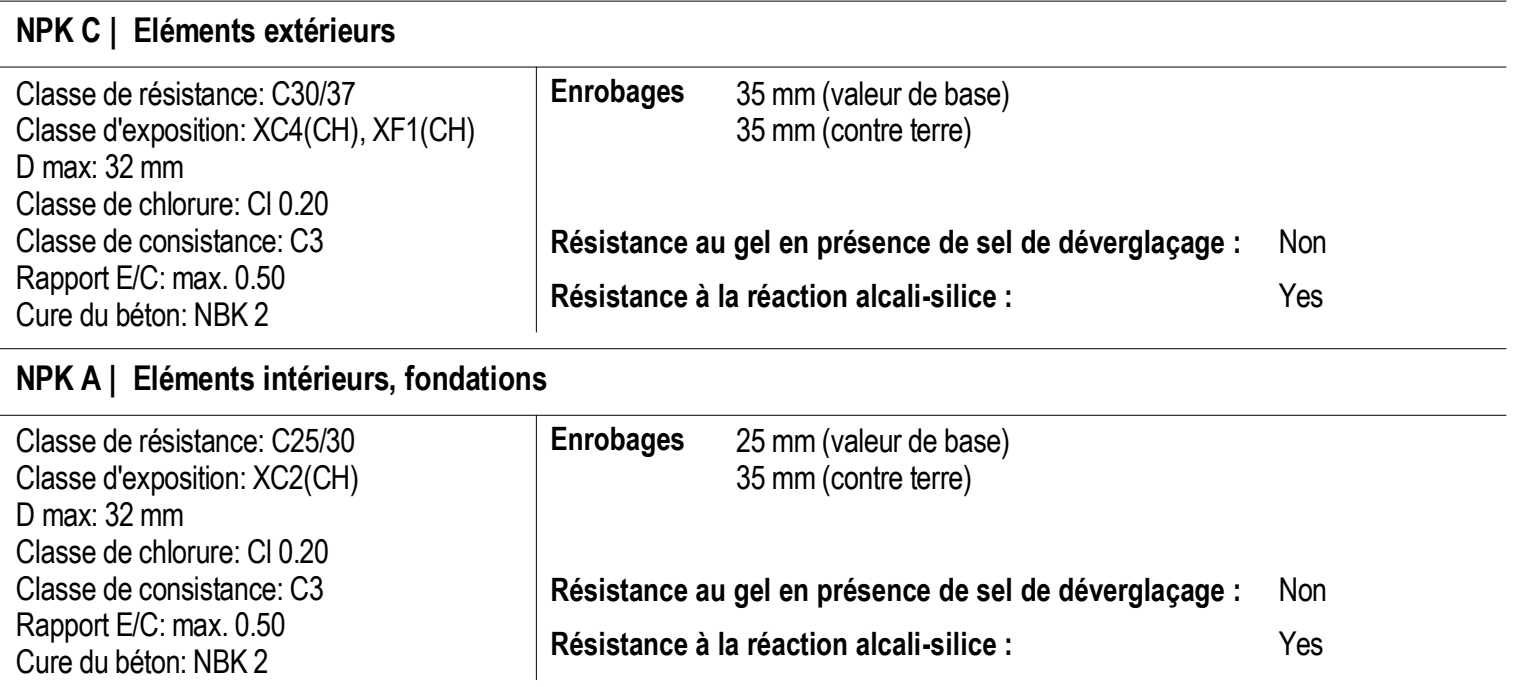 NPK C | Eléments extérieurs
Classe de résistance: C30/37
Classe d'exposition: XC4(CH), XF1(CH)
D max: 32 mm
Classe de chlorure: Cl 0.20
Classe de consistance: C3
Rapport E/C: max. 0.50
Cure du béton: NBK 2
Enrobages 35 mm (valeur de base)
35 mm (contre terre)
Résistance au gel en présence de sel de déverglaçage : Non
Résistance à la réaction alcali-silice : Yes
NPK A | Eléments intérieurs, fondations
Classe de résistance: C25/30
Classe d'exposition: XC2(CH)
D max: 32 mm
Classe de chlorure: Cl 0.20
Classe de consistance: C3
Rapport E/C: max. 0.50
Cure du béton: NBK 2
Enrobages 25 mm (valeur de base)
35 mm (contre terre)
Résistance au gel en présence de sel de déverglaçage : Non
Résistance à la réaction alcali-silice : Yes